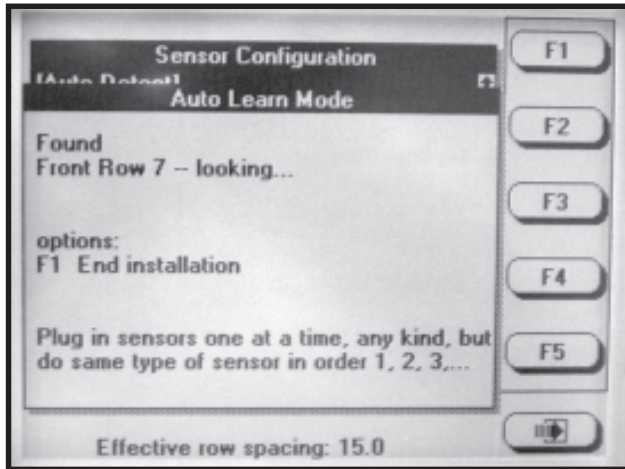 Sensor Configuration
[Auto Detect]
Auto Learn Mode
Found
Front Row 7 -- looking...
options:
F1 End installation
Plug in sensors one at a time, any kind, but
do same type of sensor in order 1, 2, 3,...
Effective row spacing: 15.0
F1
F2
F3
F4
F5